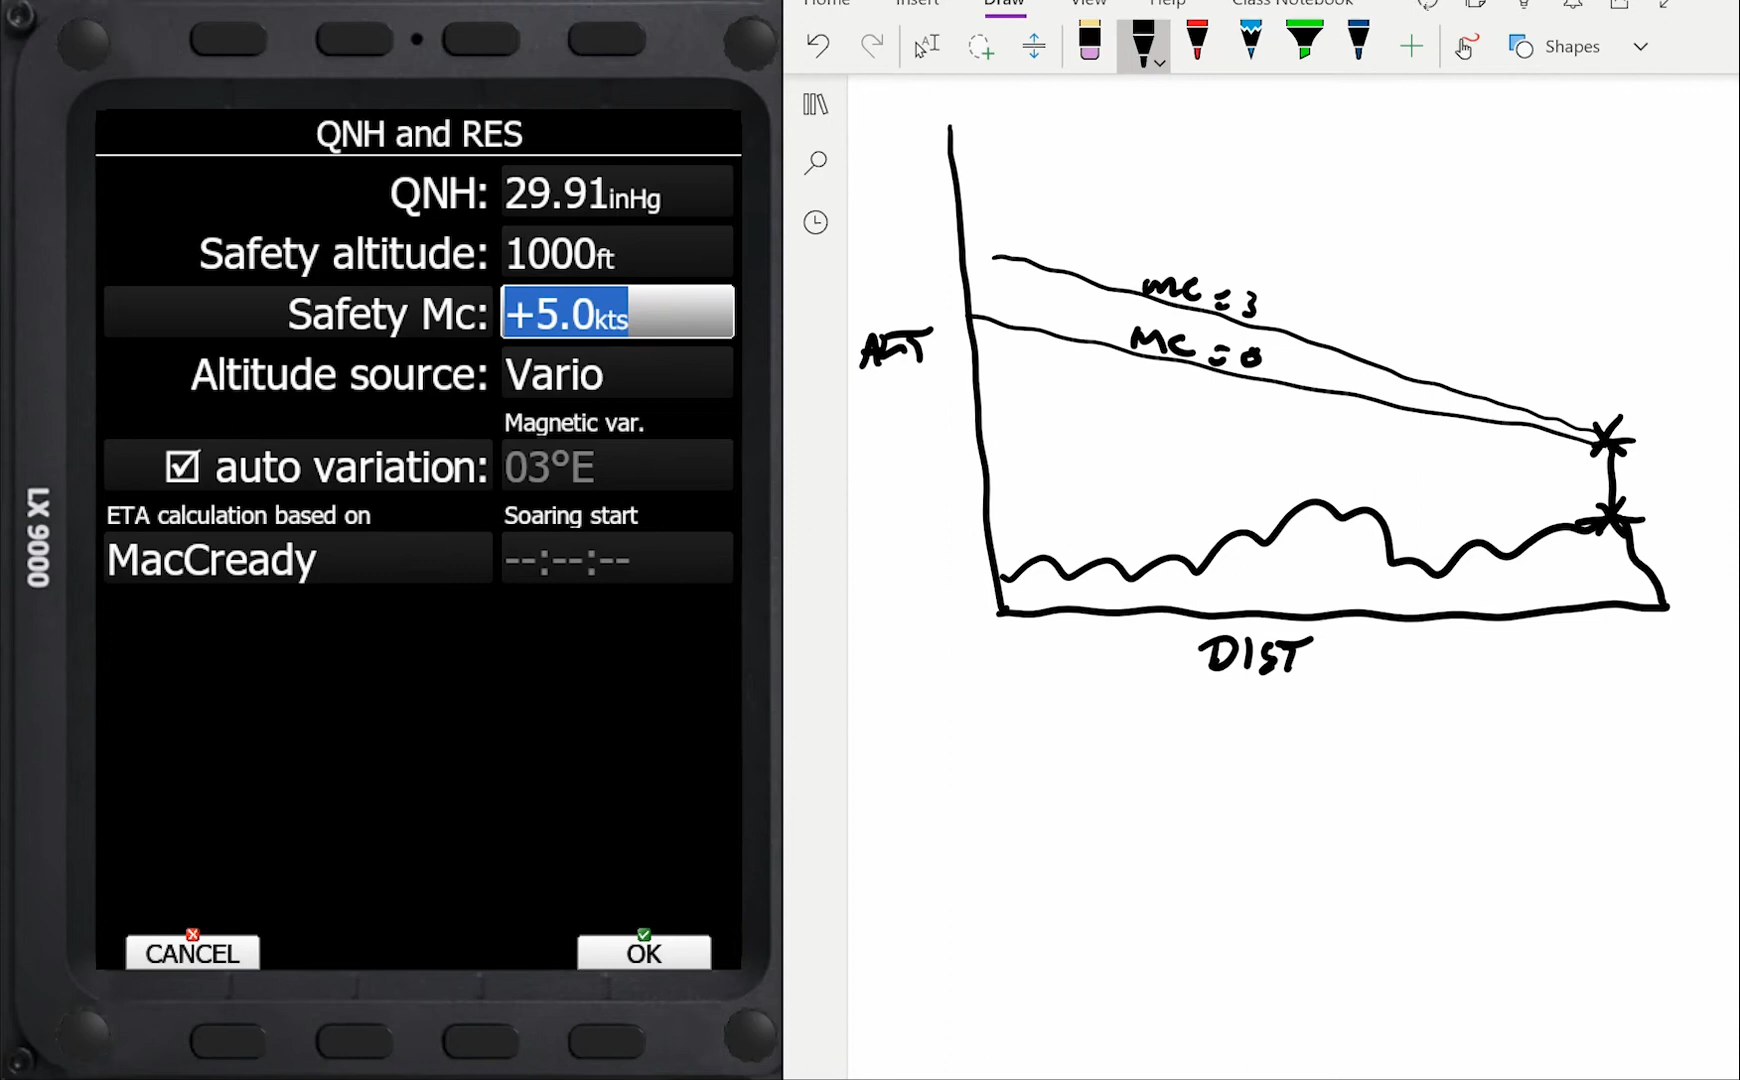 QNH and RES
QNH: 29.91inHg
Safety altitude: 1000ft
Safety Mc: +5.0kts
Altitude source: Vario
Magnetic var.
auto variation: 03°E
ETA calculation based on Soaring start
MacCready --:--:--
CANCEL OK
LX 9000
Home Insert Draw View Help Class Notebook
Shapes
MC = 3
MC = 0
ALT
DIST